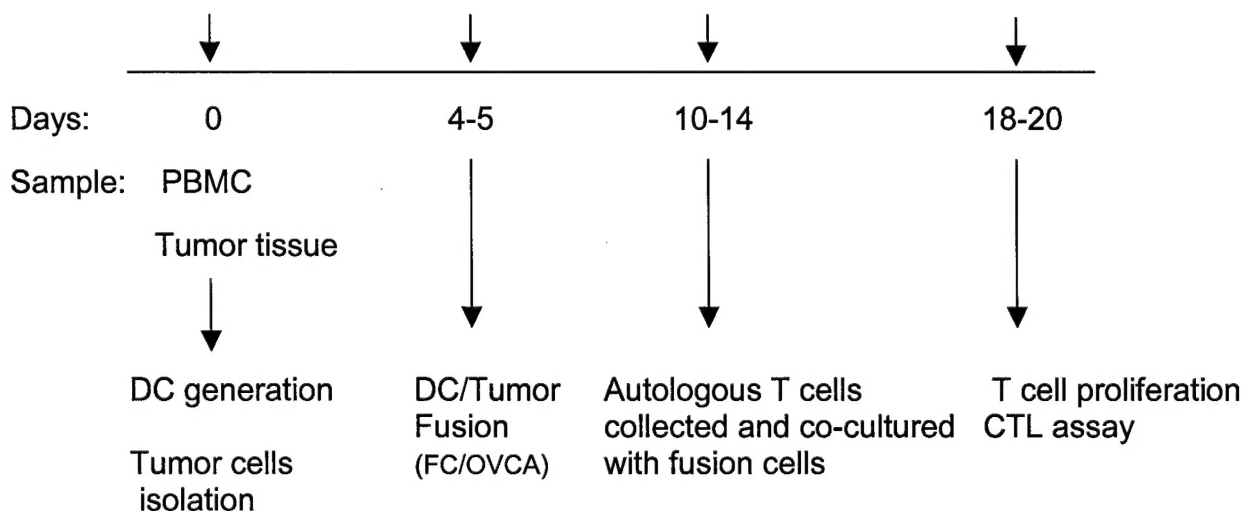 Days: 0 4-5 10-14 18-20
Sample: PBMC
Tumor tissue
DC generation
Tumor cells
isolation
DC/Tumor
Fusion
(FC/OVCA)
Autologous T cells
collected and co-cultured
with fusion cells
T cell proliferation
CTL assay